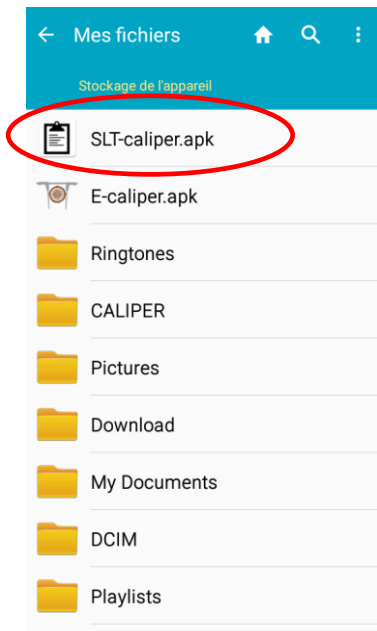 Mes fichiers
Stockage de l'appareil
SLT-caliper.apk
E-caliper.apk
Ringtones
CALIPER
Pictures
Download
My Documents
DCIM
Playlists